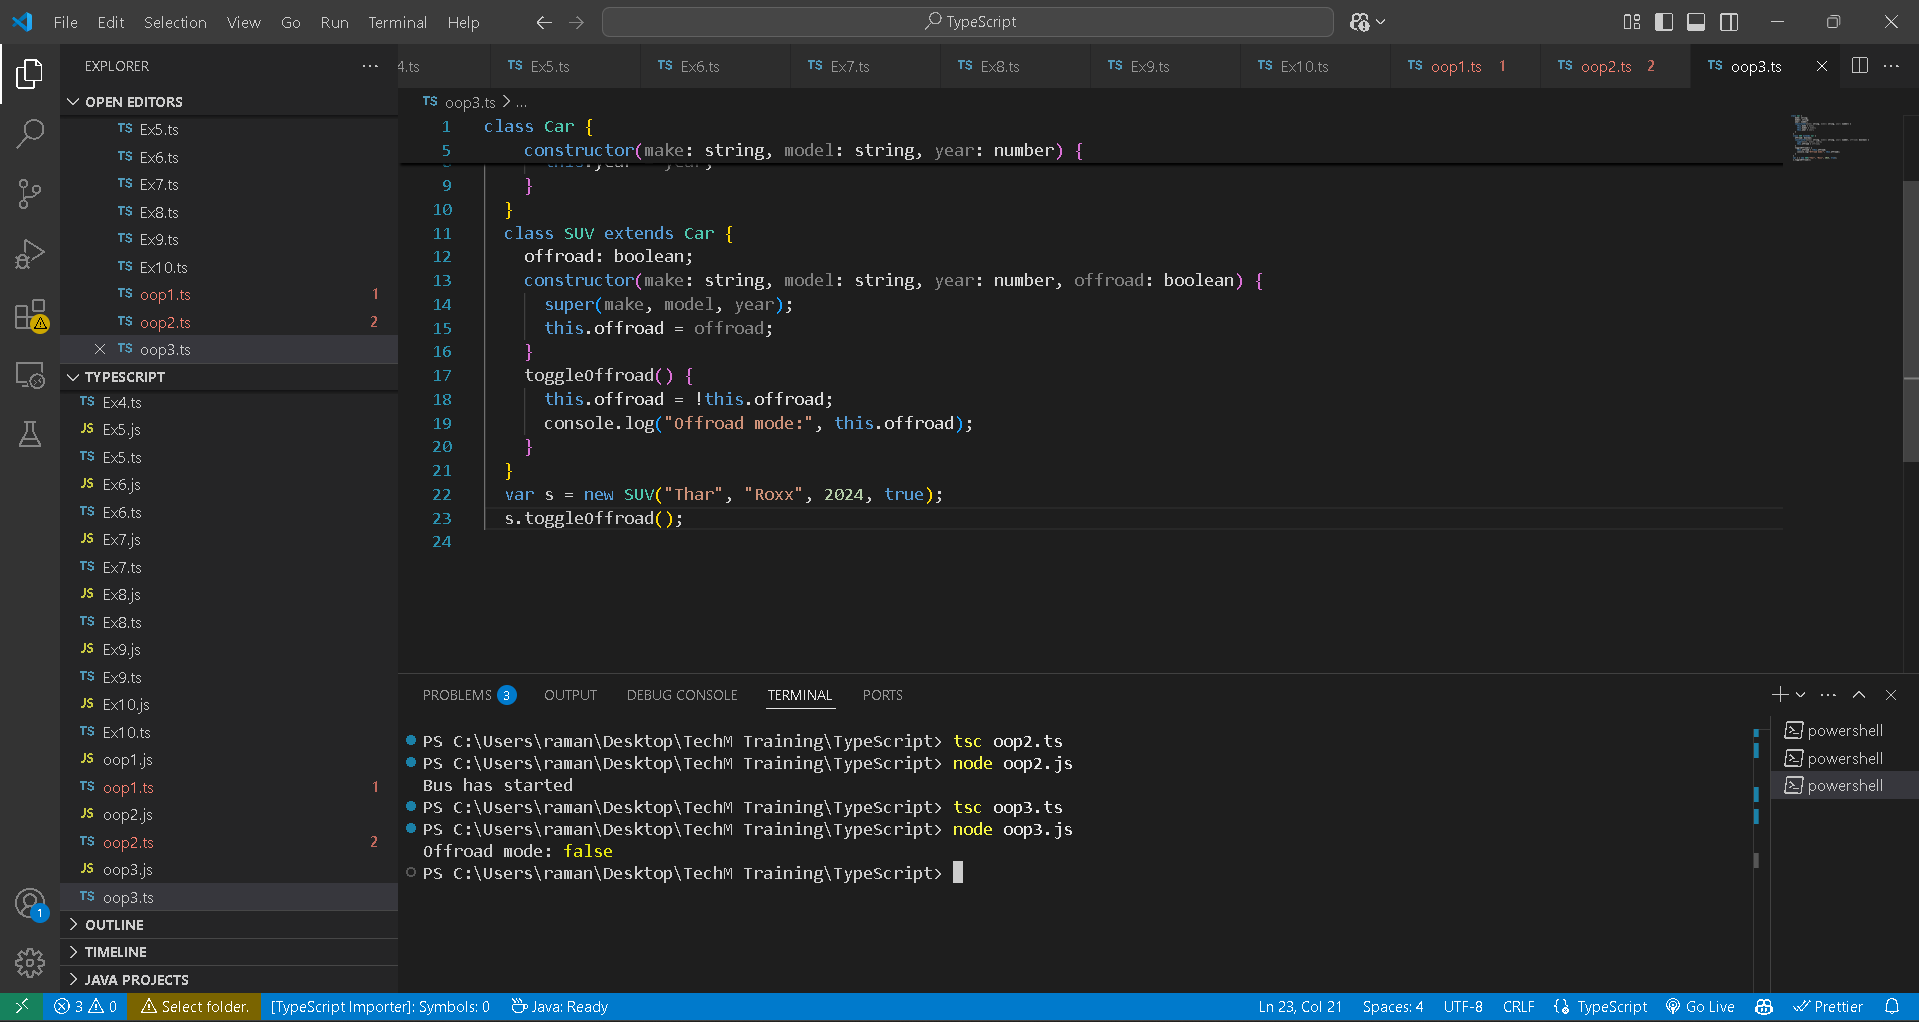 File Edit Selection View Go Run Terminal Help
TypeScript
EXPLORER
4.ts TS Ex5.ts TS Ex6.ts TS Ex7.ts TS Ex8.ts TS Ex9.ts TS Ex10.ts TS oop1.ts 1 TS oop2.ts 2 TS oop3.ts
OPEN EDITORS
TS Ex5.ts
TS Ex6.ts
TS Ex7.ts
TS Ex8.ts
TS Ex9.ts
TS Ex10.ts
TS oop1.ts 1
TS oop2.ts 2
TS oop3.ts
TYPESCRIPT
TS Ex4.ts
JS Ex5.js
TS Ex5.ts
JS Ex6.js
TS Ex6.ts
JS Ex7.js
TS Ex7.ts
JS Ex8.js
TS Ex8.ts
JS Ex9.js
TS Ex9.ts
JS Ex10.js
TS Ex10.ts
JS oop1.js
TS oop1.ts 1
JS oop2.js
TS oop2.ts 2
JS oop3.js
TS oop3.ts
OUTLINE
TIMELINE
JAVA PROJECTS
TS oop3.ts > ...
1 class Car {
5 constructor(make: string, model: string, year: number) {
9 }
10 }
11 class SUV extends Car {
12 offroad: boolean;
13 constructor(make: string, model: string, year: number, offroad: boolean) {
14 super(make, model, year);
15 this.offroad = offroad;
16 }
17 toggleOffroad() {
18 this.offroad = !this.offroad;
19 console.log("Offroad mode:", this.offroad);
20 }
21 }
22 var s = new SUV("Thar", "Roxx", 2024, true);
23 s.toggleOffroad();
24
PROBLEMS 3 OUTPUT DEBUG CONSOLE TERMINAL PORTS
PS C:\Users\raman\Desktop\TechM Training\TypeScript> tsc oop2.ts
PS C:\Users\raman\Desktop\TechM Training\TypeScript> node oop2.js
Bus has started
PS C:\Users\raman\Desktop\TechM Training\TypeScript> tsc oop3.ts
PS C:\Users\raman\Desktop\TechM Training\TypeScript> node oop3.js
Offroad mode: false
PS C:\Users\raman\Desktop\TechM Training\TypeScript>
powershell
powershell
powershell
1
3 0 Select folder. [TypeScript Importer]: Symbols: 0 Java: Ready Ln 23, Col 21 Spaces: 4 UTF-8 CRLF {} TypeScript Go Live Prettier